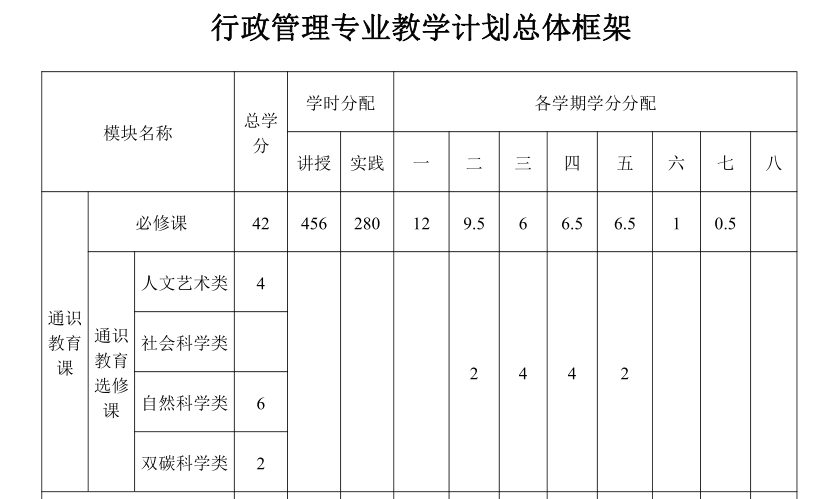 行政管理专业教学计划总体框架
模块名称 总学分 学时分配 各学期学分分配
讲授 实践 一 二 三 四 五 六 七 八
通识教育课 必修课 42 456 280 12 9.5 6 6.5 6.5 1 0.5
通识教育选修课 人文艺术类 4
社会科学类
2 4 4 2
自然科学类 6
双碳科学类 2